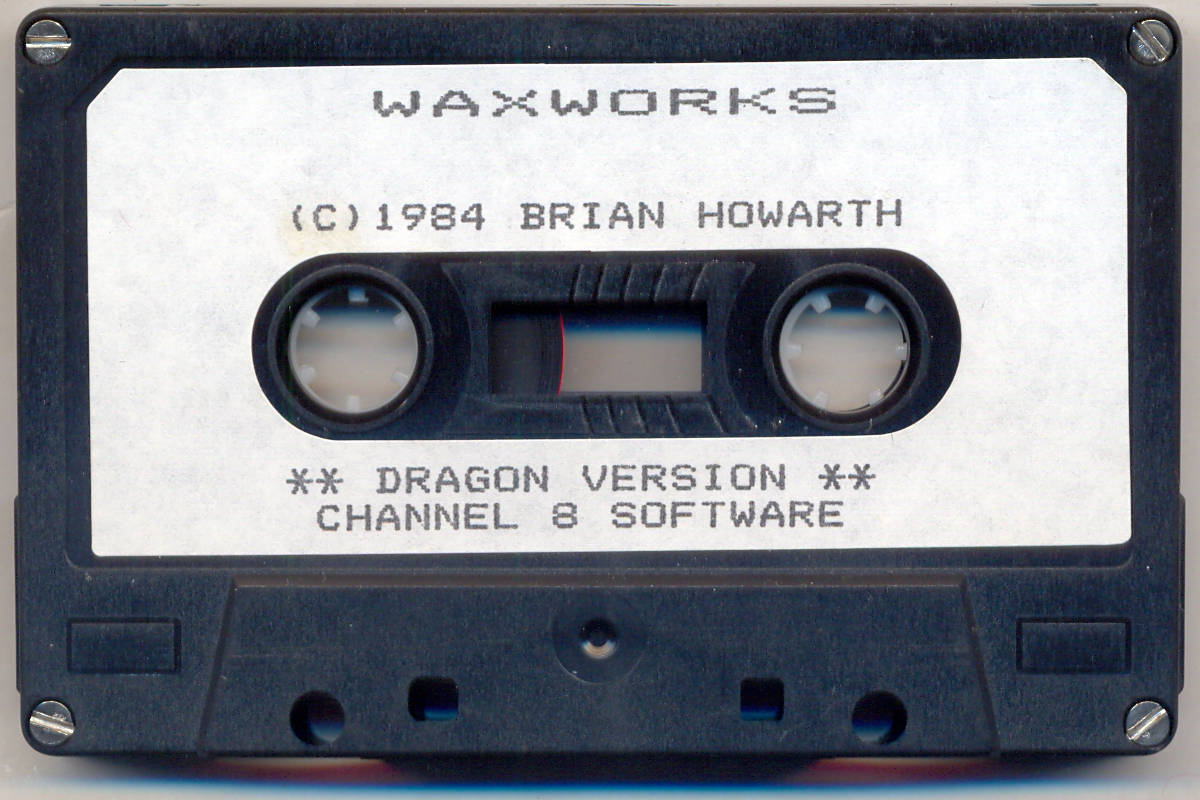 WAXWORKS
(C)1984 BRIAN HOWARTH
** DRAGON VERSION **
CHANNEL 8 SOFTWARE